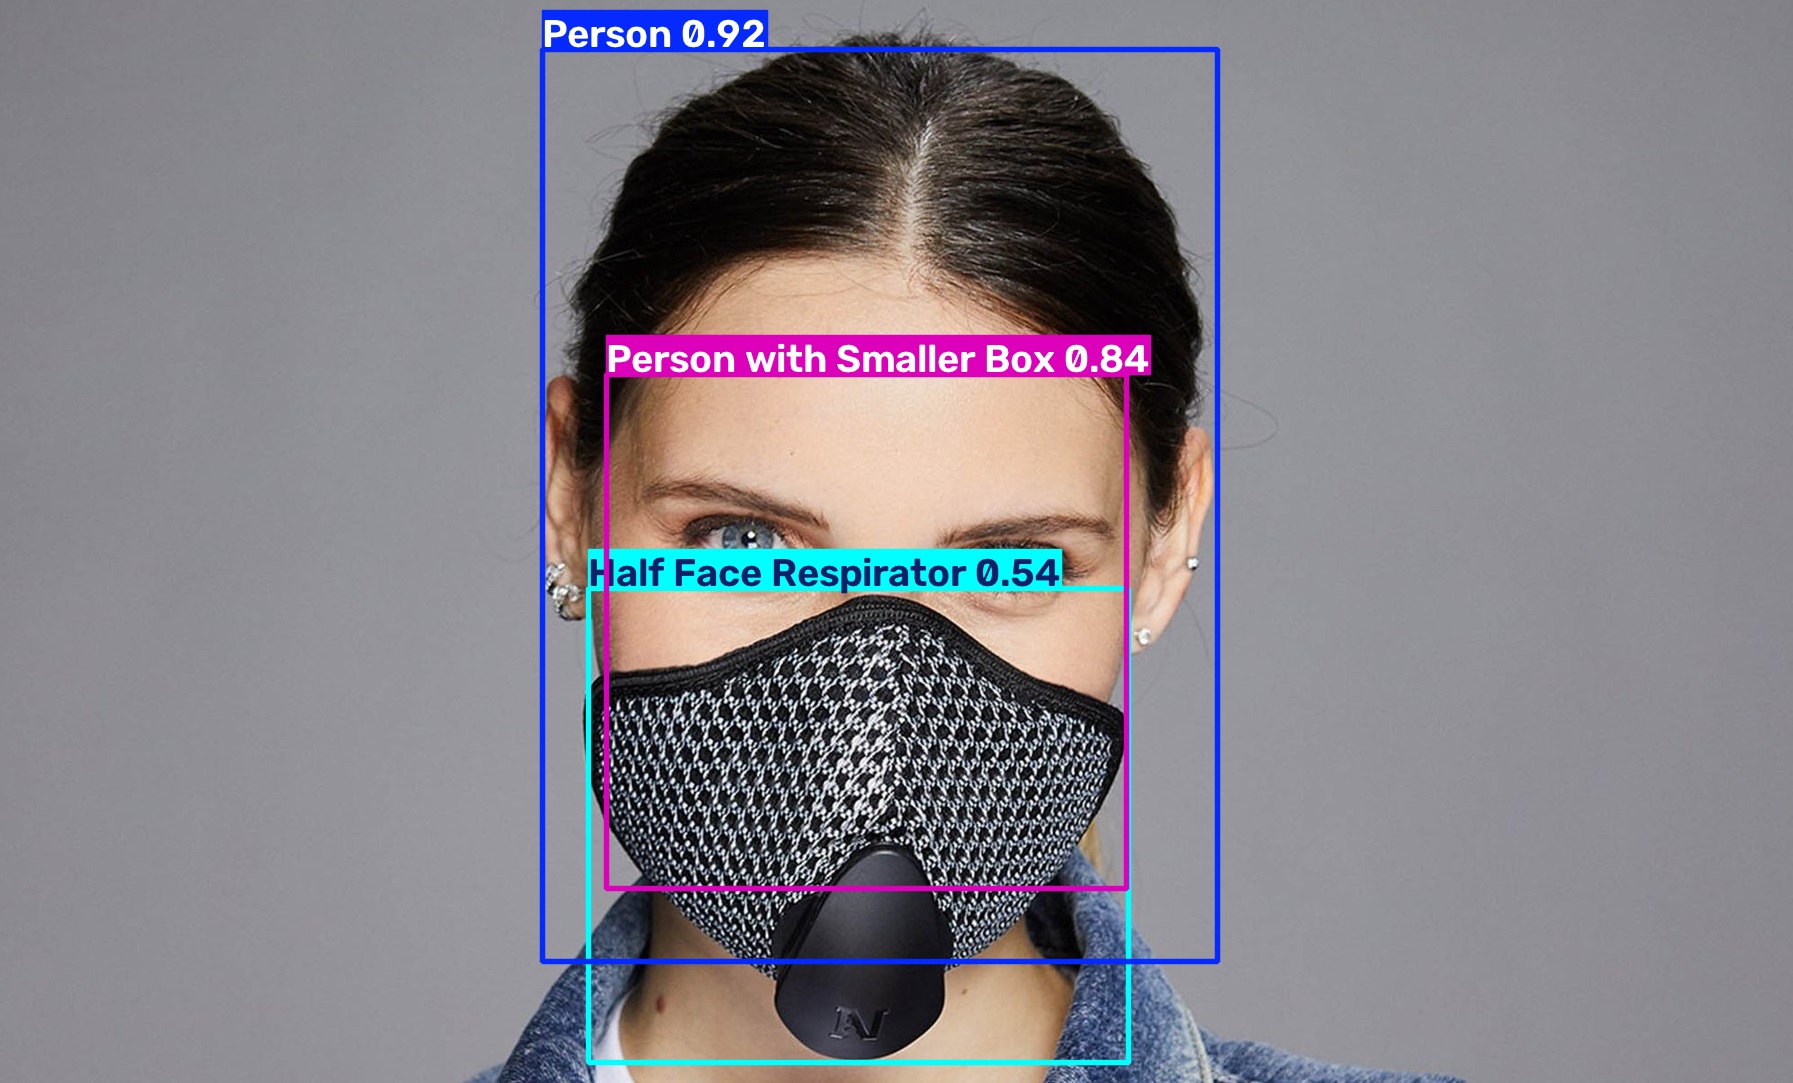 Person 0.92
Person with Smaller Box 0.84
Half Face Respirator 0.54